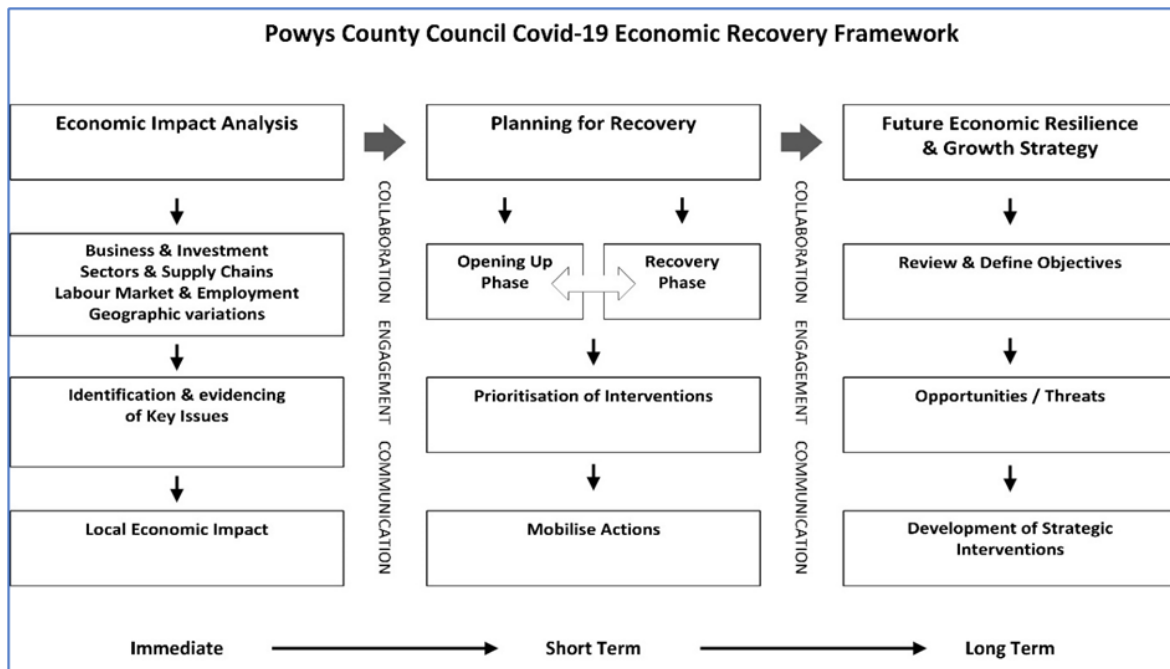 Powys County Council Covid-19 Economic Recovery Framework
Economic Impact Analysis
Business & Investment
Sectors & Supply Chains
Labour Market & Employment
Geographic variations
Identification & evidencing
of Key Issues
Local Economic Impact
COLLABORATION ENGAGEMENT COMMUNICATION
Planning for Recovery
Opening Up
Phase
Recovery
Phase
Prioritisation of Interventions
Mobilise Actions
COLLABORATION ENGAGEMENT COMMUNICATION
Future Economic Resilience
& Growth Strategy
Review & Define Objectives
Opportunities / Threats
Development of Strategic
Interventions
Immediate
Short Term
Long Term